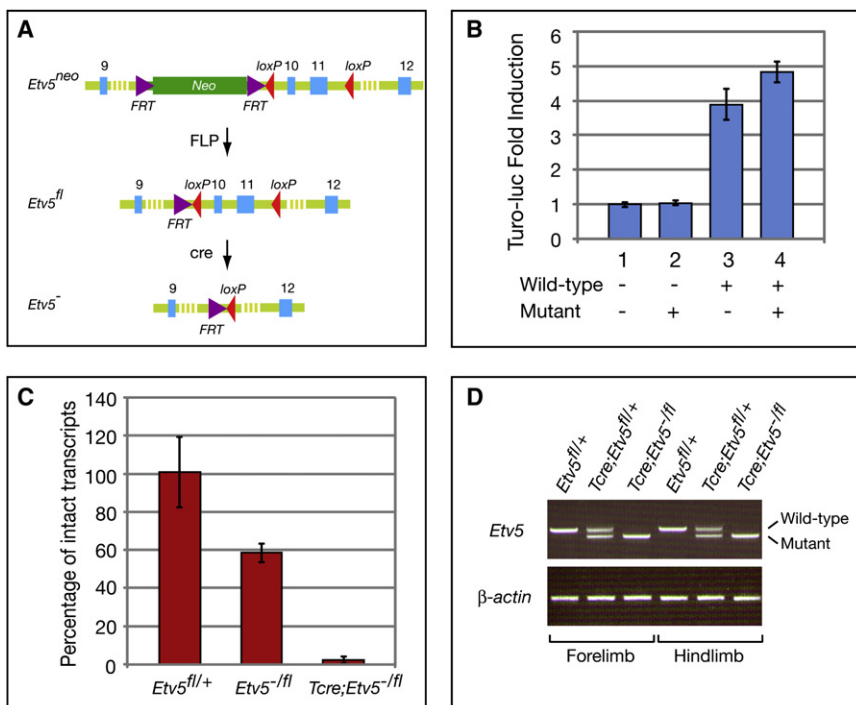 A
9 loxP 10 11 loxP 12
Etv5neo
Neo
FRT FRT
FLP
9 loxP 10 11 loxP 12
Etv5fl
FRT
cre
9 loxP 12
Etv5-
FRT
B
Turo-luc Fold Induction
6
5
4
3
2
1
0
1 2 3 4
Wild-type - - + +
Mutant - + - +
C
Percentage of intact transcripts
140
120
100
80
60
40
20
0
Etv5fl/+ Etv5-/fl Tcre;Etv5-/fl
D
Etv5fl/+ Tcre;Etv5fl/+ Tcre;Etv5-/fl Etv5fl/+ Tcre;Etv5fl/+ Tcre;Etv5-/fl
Etv5
Wild-type
Mutant
β-actin
Forelimb Hindlimb